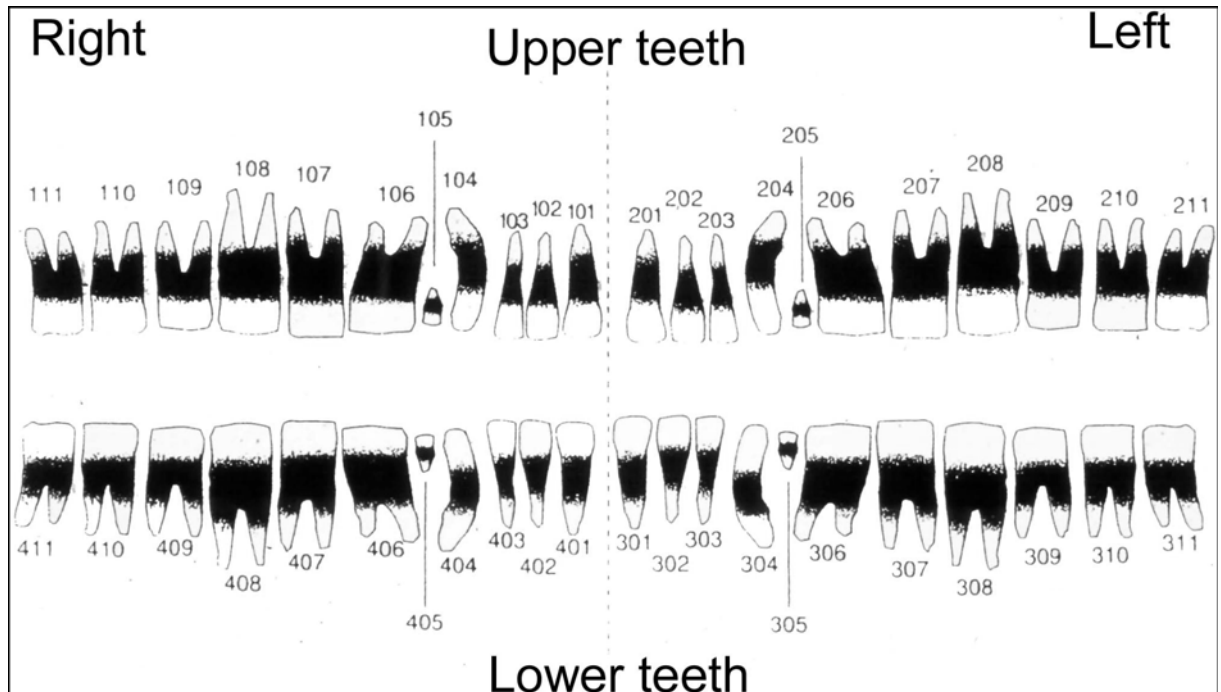 Right Upper teeth Left
105 205
111 110 109 108 107 106 104 103 102 101 201 202 203 204 206 207 208 209 210 211
411 410 409 408 407 406 404 403 402 401 301 302 303 304 306 307 308 309 310 311
405 305
Lower teeth